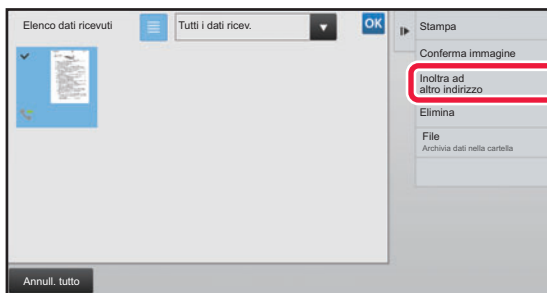 Elenco dati ricevuti
Tutti i dati ricev.
OK
Stampa
Conferma immagine
Inoltra ad
altro indirizzo
Elimina
File
Archivia dati nella cartella
Annull. tutto